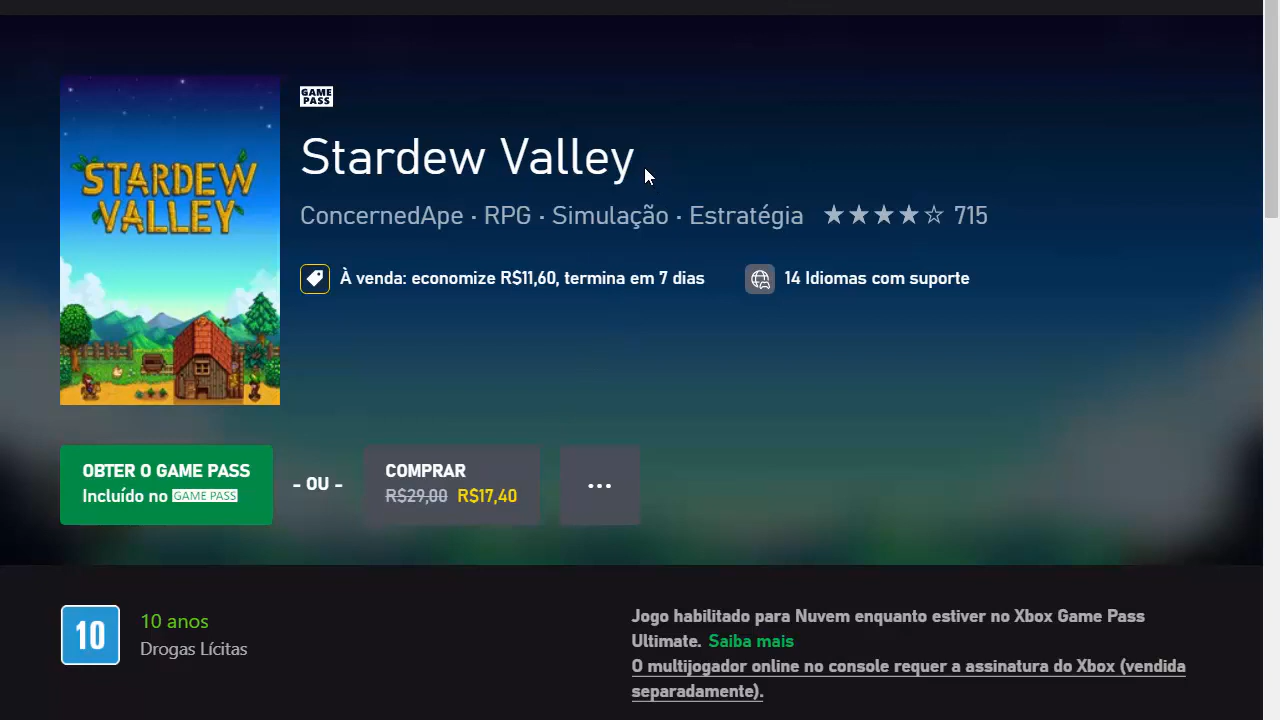 GAME
PASS
STARDEW
VALLEY
Stardew Valley
ConcernedApe · RPG · Simulação · Estratégia ★★★★☆ 715
À venda: economize R$11,60, termina em 7 dias
14 Idiomas com suporte
OBTER O GAME PASS
Incluído no GAME PASS
- OU -
COMPRAR
R$29,00 R$17,40
...
10
10 anos
Drogas Lícitas
Jogo habilitado para Nuvem enquanto estiver no Xbox Game Pass
Ultimate. Saiba mais
O multijogador online no console requer a assinatura do Xbox (vendida
separadamente).